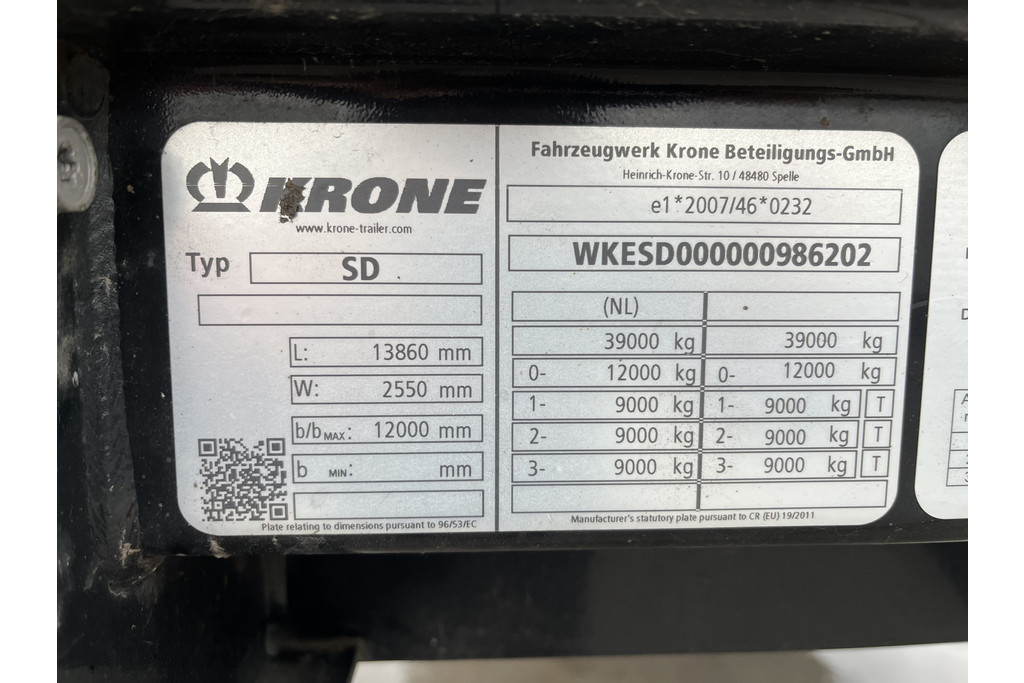 KRONE
www.krone-trailer.com
Typ SD
L: 13860 mm
W: 2550 mm
b/b MAX: 12000 mm
b MIN: mm
Plate relating to dimensions pursuant to 96/53/EC
Fahrzeugwerk Krone Beteiligungs-GmbH
Heinrich-Krone-Str. 10 / 48480 Spelle
e1*2007/46*0232
WKESD000000986202
(NL) -
39000 kg 39000 kg
0- 12000 kg 0- 12000 kg
1- 9000 kg 1- 9000 kg T
2- 9000 kg 2- 9000 kg T
3- 9000 kg 3- 9000 kg T
Manufacturer's statutory plate pursuant to CR (EU) 19/2011